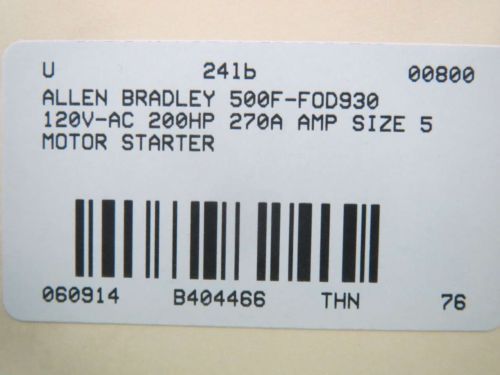 U 241b 00800
ALLEN BRADLEY 500F-FOD930
120V-AC 200HP 270A AMP SIZE 5
MOTOR STARTER
060914 B404466 THN 76